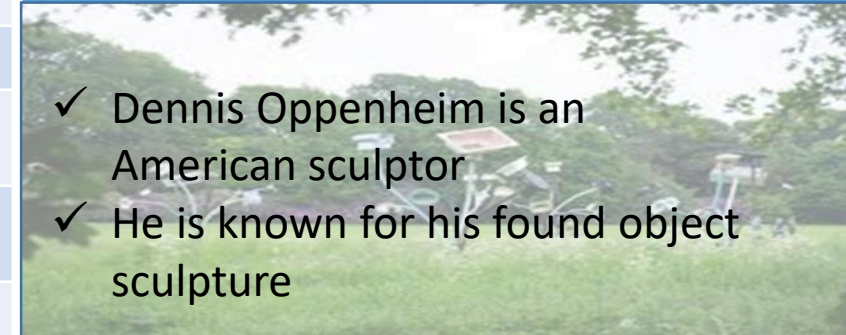 ✓ Dennis Oppenheim is an
American sculptor
✓ He is known for his found object
sculpture